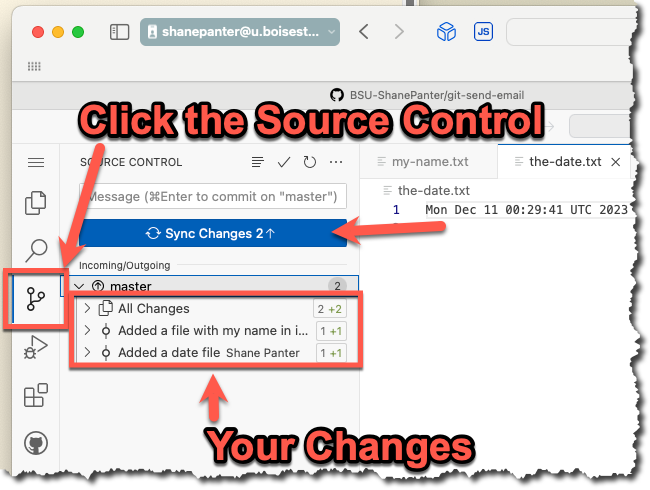 shanepanter@u.boisest...
JS
BSU-ShanePanter/git-send-email
Click the Source Control
SOURCE CONTROL
my-name.txt
the-date.txt
Message (⌘Enter to commit on "master")
the-date.txt
1 Mon Dec 11 00:29:41 UTC 2023
Sync Changes 2↑
Incoming/Outgoing
master 2
All Changes 2 +2
Added a file with my name in i... 1 +1
Added a date file Shane Panter 1 +1
Your Changes